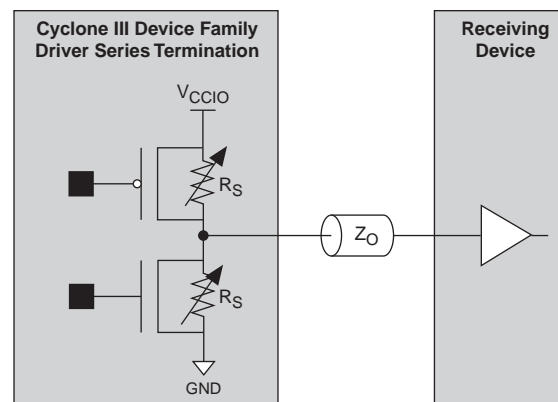 Cyclone III Device Family
Driver Series Termination
Receiving
Device
VCCIO
RS
ZO
RS
GND